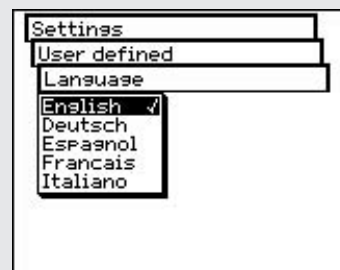 Settings
User defined
Language
English ✓
Deutsch
Espagnol
Francais
Italiano